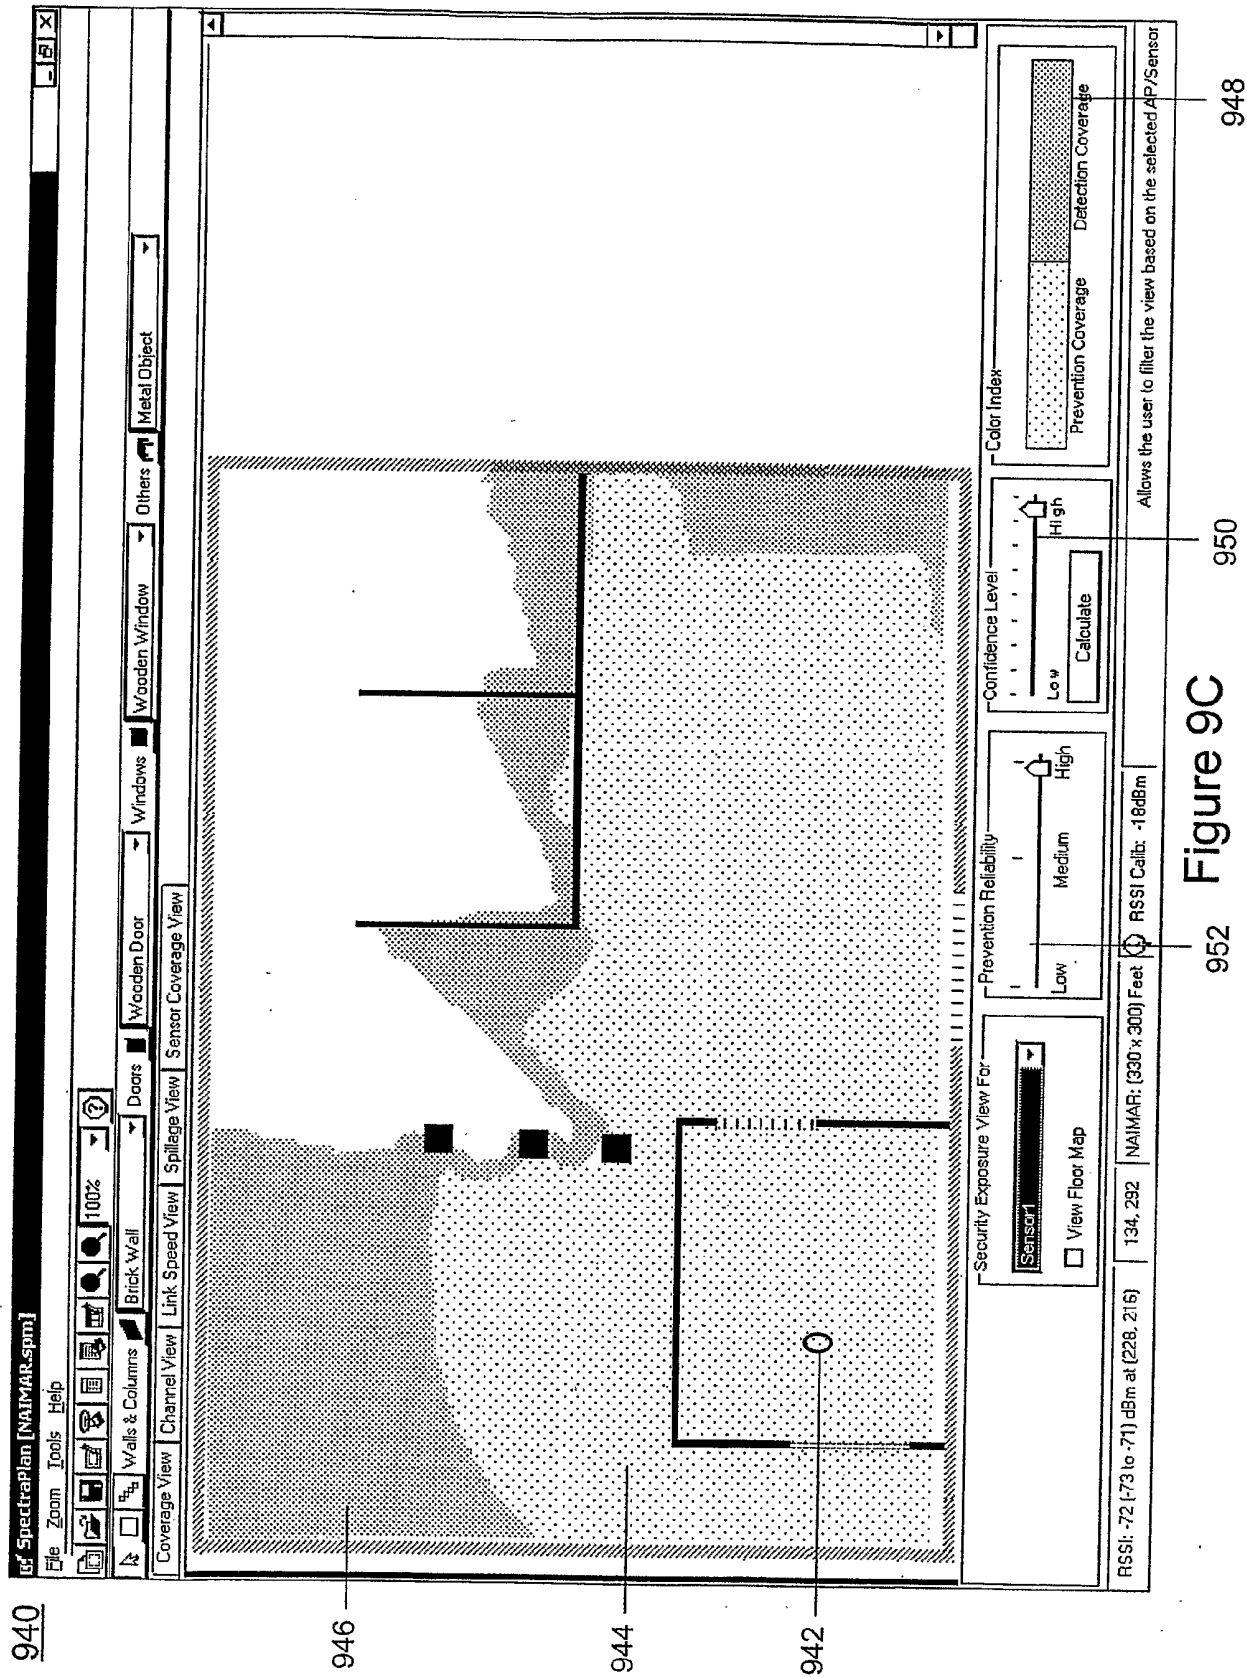 940
SpectraPlan [NAIMAR.spm]
File Zoom Tools Help
100%
Walls & Columns Brick Wall Doors Wooden Door Windows Wooden Window Others Metal Object
Coverage View Channel View Link Speed View Spillage View Sensor Coverage View
946
944
942
Security Exposure View For
Sensor1
View Floor Map
Prevention Reliability
Low Medium High
Confidence Level
Low High
Calculate
Color Index
Prevention Coverage Detection Coverage
RSSI: -72 [-73 to -71] dBm at (228, 216) 134, 292 NAIMAR: [330 x 300] Feet RSSI Calib: -18dBm Allows the user to filter the view based on the selected AP/Sensor
952 950 948
Figure 9C